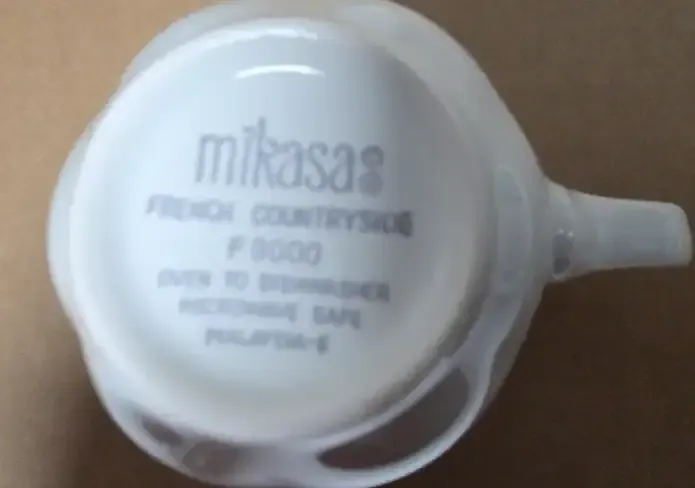 mikasa
FRENCH COUNTRYSIDE
F 9000
OVEN TO DISHWASHER
MICROWAVE SAFE
MALAYSIA-E